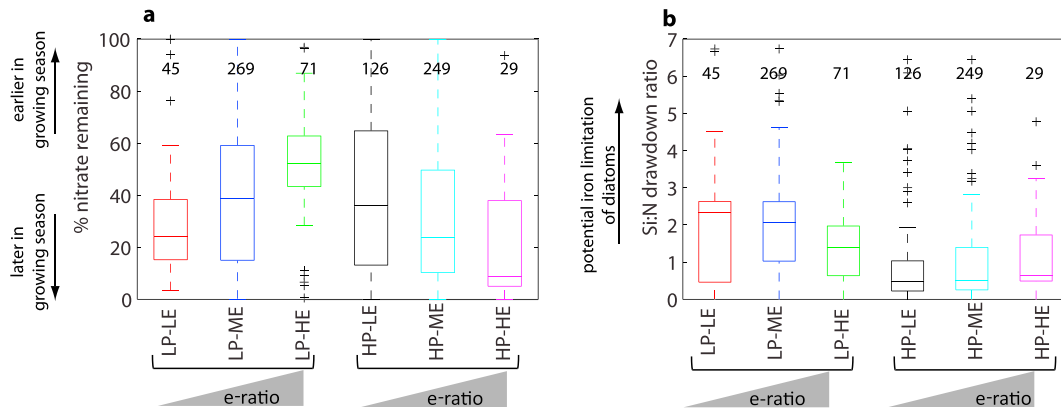 a
earlier in
growing season
later in
growing season
% nitrate remaining
100
80
60
40
20
0
45
269
71
126
249
29
LP-LE
LP-ME
LP-HE
HP-LE
HP-ME
HP-HE
e-ratio
e-ratio
b
potential iron limitation
of diatoms
Si:N drawdown ratio
7
6
5
4
3
2
1
0
45
269
71
126
249
29
LP-LE
LP-ME
LP-HE
HP-LE
HP-ME
HP-HE
e-ratio
e-ratio